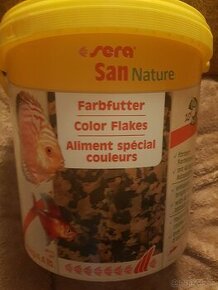 sera
San Nature
Farbfutter
Color Flakes
Aliment spécial
couleurs